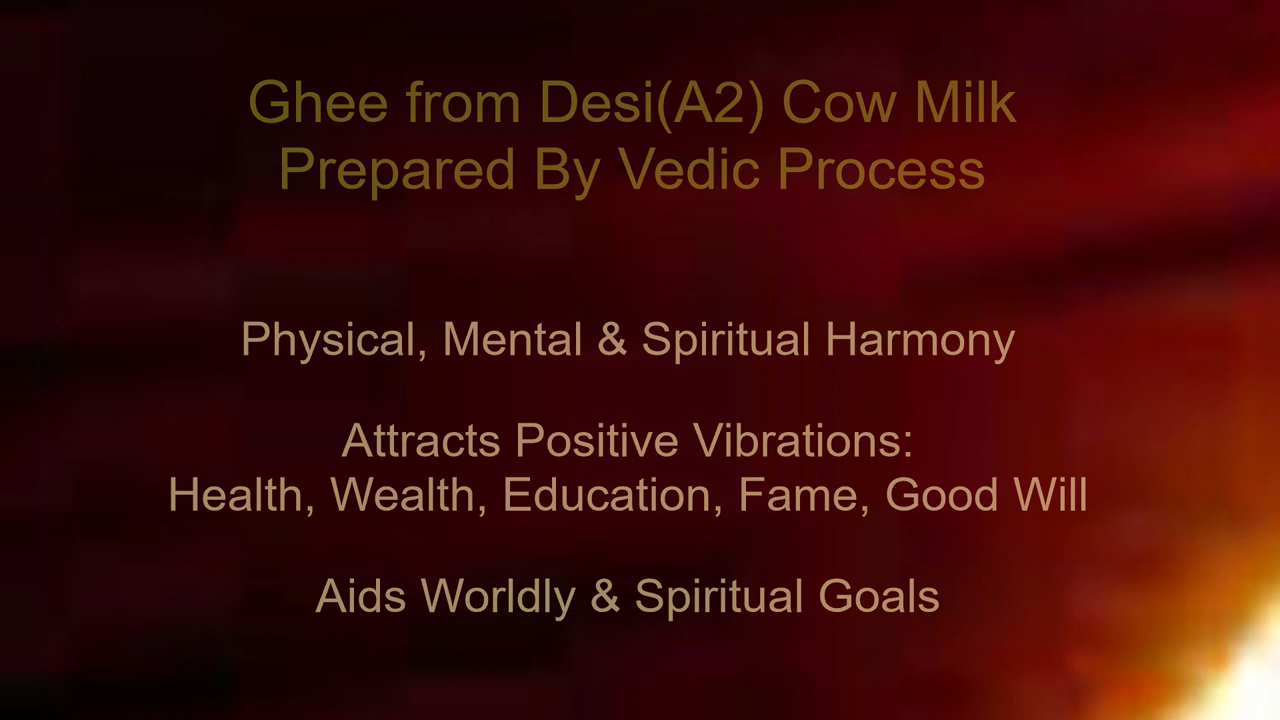 Ghee from Desi(A2) Cow Milk
Prepared By Vedic Process
Physical, Mental & Spiritual Harmony
Attracts Positive Vibrations:
Health, Wealth, Education, Fame, Good Will
Aids Worldly & Spiritual Goals